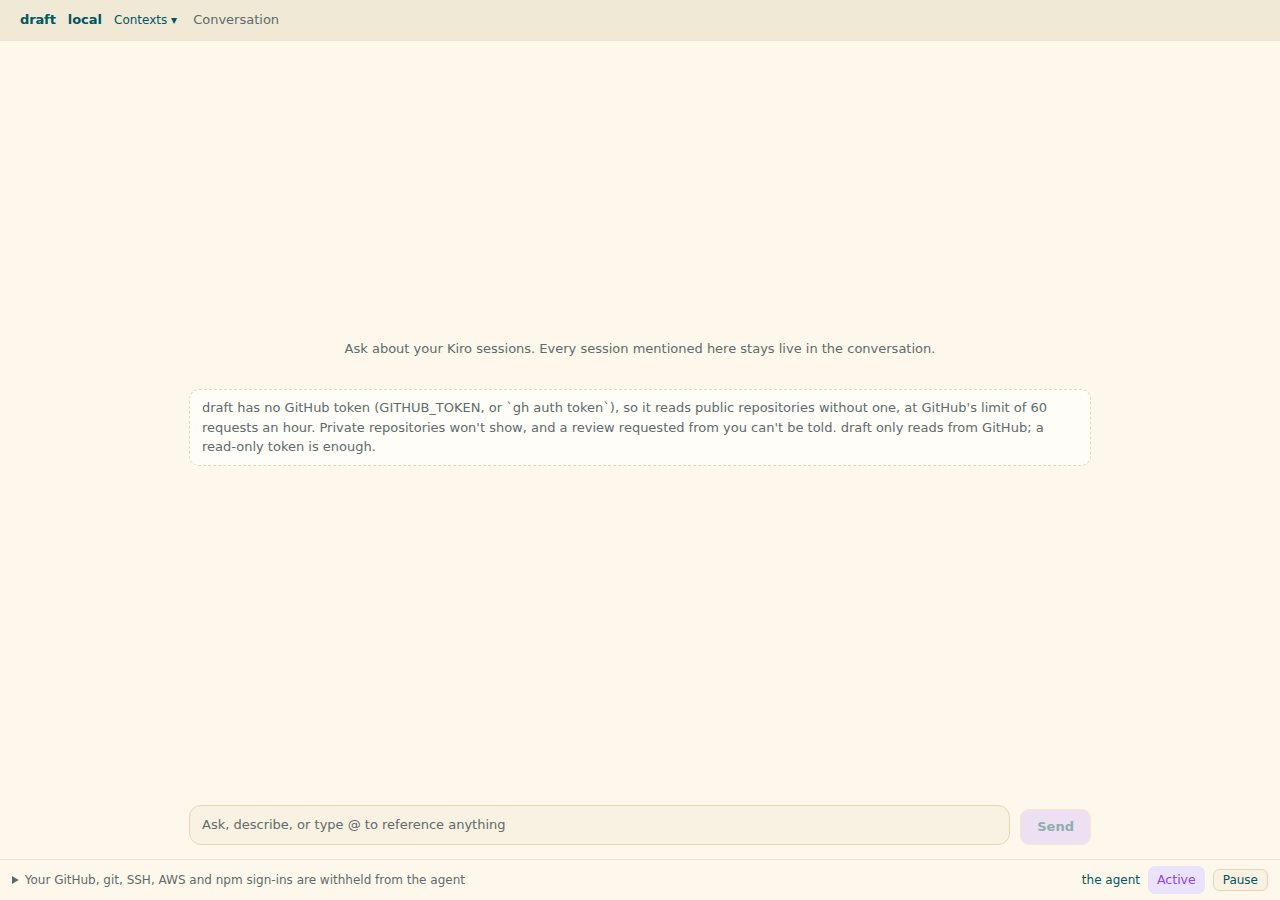 draft local Contexts ▾ Conversation
Ask about your Kiro sessions. Every session mentioned here stays live in the conversation.
draft has no GitHub token (GITHUB_TOKEN, or `gh auth token`), so it reads public repositories without one, at GitHub's limit of 60
requests an hour. Private repositories won't show, and a review requested from you can't be told. draft only reads from GitHub; a
read-only token is enough.
Ask, describe, or type @ to reference anything
Send
▶ Your GitHub, git, SSH, AWS and npm sign-ins are withheld from the agent
the agent Active Pause